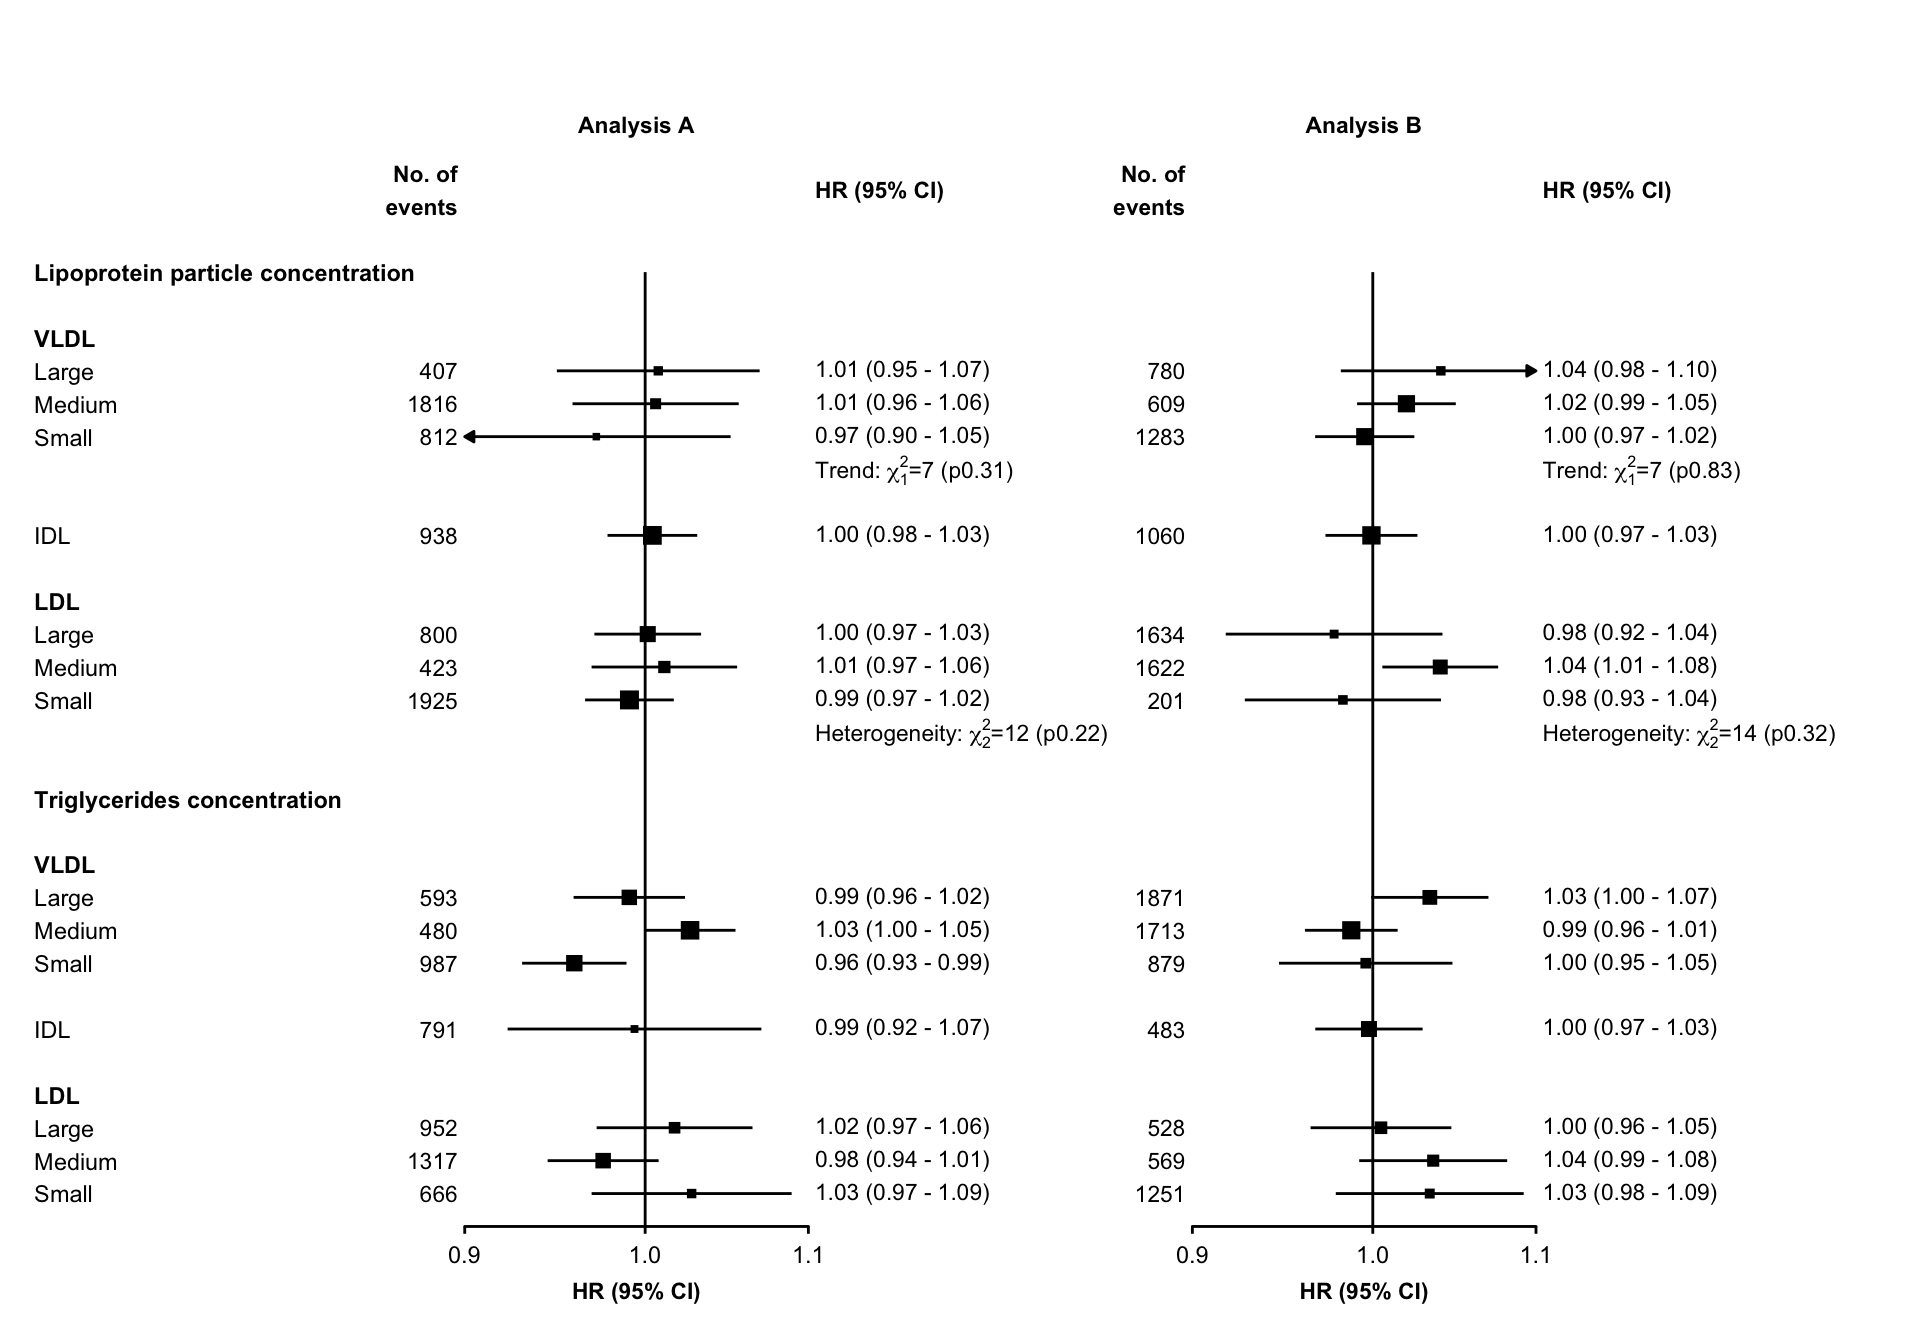 Analysis A Analysis B
No. of HR (95% CI) No. of HR (95% CI)
events events
Lipoprotein particle concentration
VLDL
Large 407 1.01 (0.95 - 1.07) 780 1.04 (0.98 - 1.10)
Medium 1816 1.01 (0.96 - 1.06) 609 1.02 (0.99 - 1.05)
Small 812 0.97 (0.90 - 1.05) 1283 1.00 (0.97 - 1.02)
Trend: χ²₁=7 (p0.31) Trend: χ²₁=7 (p0.83)
IDL 938 1.00 (0.98 - 1.03) 1060 1.00 (0.97 - 1.03)
LDL
Large 800 1.00 (0.97 - 1.03) 1634 0.98 (0.92 - 1.04)
Medium 423 1.01 (0.97 - 1.06) 1622 1.04 (1.01 - 1.08)
Small 1925 0.99 (0.97 - 1.02) 201 0.98 (0.93 - 1.04)
Heterogeneity: χ²₂=12 (p0.22) Heterogeneity: χ²₂=14 (p0.32)
Triglycerides concentration
VLDL
Large 593 0.99 (0.96 - 1.02) 1871 1.03 (1.00 - 1.07)
Medium 480 1.03 (1.00 - 1.05) 1713 0.99 (0.96 - 1.01)
Small 987 0.96 (0.93 - 0.99) 879 1.00 (0.95 - 1.05)
IDL 791 0.99 (0.92 - 1.07) 483 1.00 (0.97 - 1.03)
LDL
Large 952 1.02 (0.97 - 1.06) 528 1.00 (0.96 - 1.05)
Medium 1317 0.98 (0.94 - 1.01) 569 1.04 (0.99 - 1.08)
Small 666 1.03 (0.97 - 1.09) 1251 1.03 (0.98 - 1.09)
0.9 1.0 1.1 0.9 1.0 1.1
HR (95% CI) HR (95% CI)